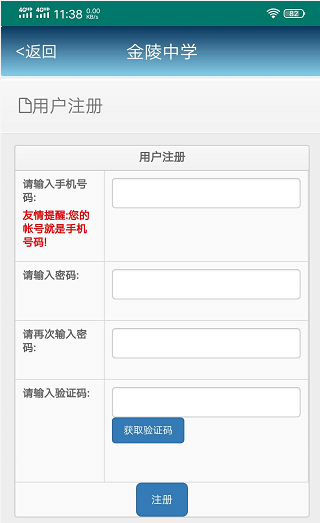 4G 4G 11:38 0.00 KB/s 82
<返回 金陵中学
用户注册
用户注册
请输入手机号
码:
友情提醒:您的
帐号就是手机
号码!
请输入密码:
请再次输入密
码:
请输入验证码:
获取验证码
注册